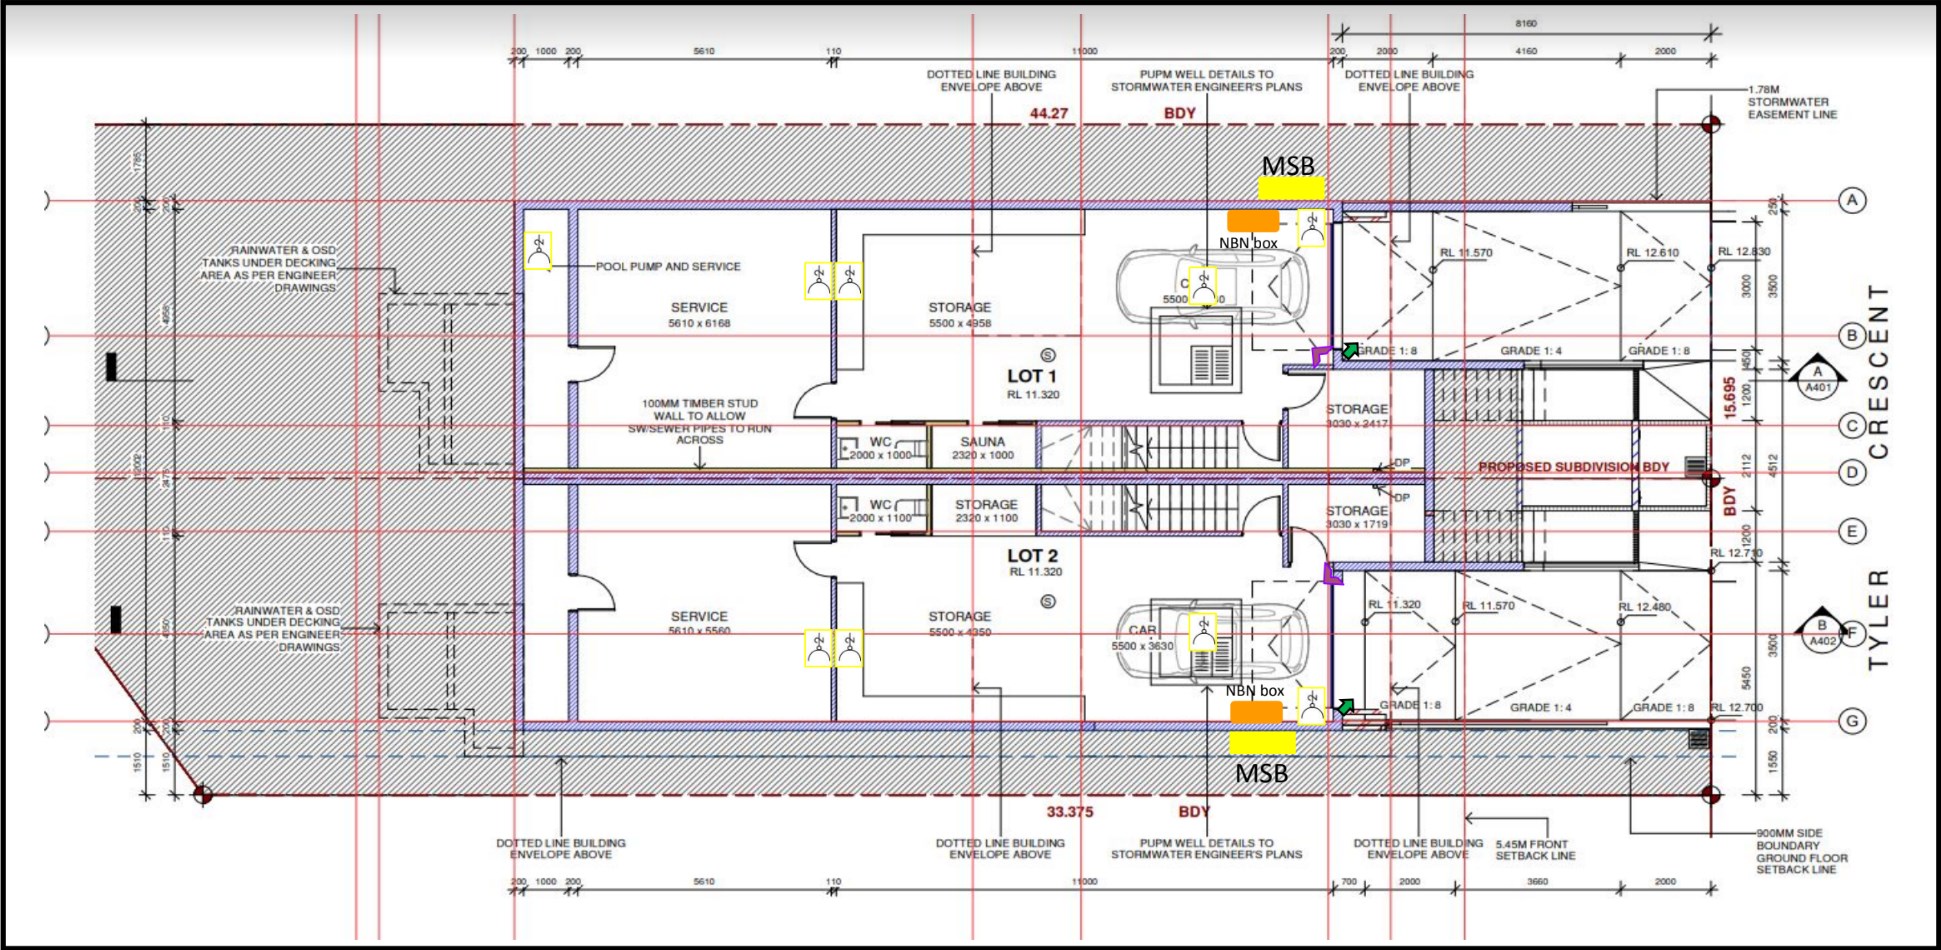 8160
200 1000 200
5610
110
11000
200
2000
4160
2000
DOTTED LINE BUILDING
ENVELOPE ABOVE
PUPM WELL DETAILS TO
STORMWATER ENGINEER'S PLANS
DOTTED LINE BUILDING
ENVELOPE ABOVE
1.78M
STORMWATER
EASEMENT LINE
44.27
BDY
MSB
1785
200
200
A
250
NBN box
2
2
2
2
2
RAINWATER & OSD
TANKS UNDER DECKING
AREA AS PER ENGINEER
DRAWINGS
POOL PUMP AND SERVICE
SERVICE
5610 x 6168
STORAGE
5500 x 4958
RL 11.570
RL 12.610
RL 12.830
3000
3500
B
S
GRADE 1: 8
GRADE 1: 4
GRADE 1: 8
450
LOT 1
RL 11.320
A
A401
15.695
1200
100MM TIMBER STUD
WALL TO ALLOW
SW/SEWER PIPES TO RUN
ACROSS
STORAGE
3030 x 2417
C
WC
2000 x 1000
SAUNA
2320 x 1000
DP
PROPOSED SUBDIVISION BDY
2112
4512
D
WC
2000 x 1100
STORAGE
2320 x 1100
DP
STORAGE
3030 x 1719
BDY
1200
E
LOT 2
RL 11.320
RL 12.710
S
RAINWATER & OSD
TANKS UNDER DECKING
AREA AS PER ENGINEER
DRAWINGS
SERVICE
5610 x 5560
STORAGE
5500 x 4350
2
2
2
CAR
5500 x 3630
RL 11.320
RL 11.570
RL 12.480
3500
B
A402
F
5450
NBN box
2
GRADE 1: 8
GRADE 1: 4
GRADE 1: 8
RL 12.700
200
200
200
G
1510
1510
MSB
1550
33.375
BDY
TYLER CRESCENT
DOTTED LINE BUILDING
ENVELOPE ABOVE
DOTTED LINE BUILDING
ENVELOPE ABOVE
PUPM WELL DETAILS TO
STORMWATER ENGINEER'S PLANS
DOTTED LINE BUILDING
ENVELOPE ABOVE
5.45M FRONT
SETBACK LINE
900MM SIDE
BOUNDARY
GROUND FLOOR
SETBACK LINE
200 1000 200
5610
110
11000
700
2000
3660
2000